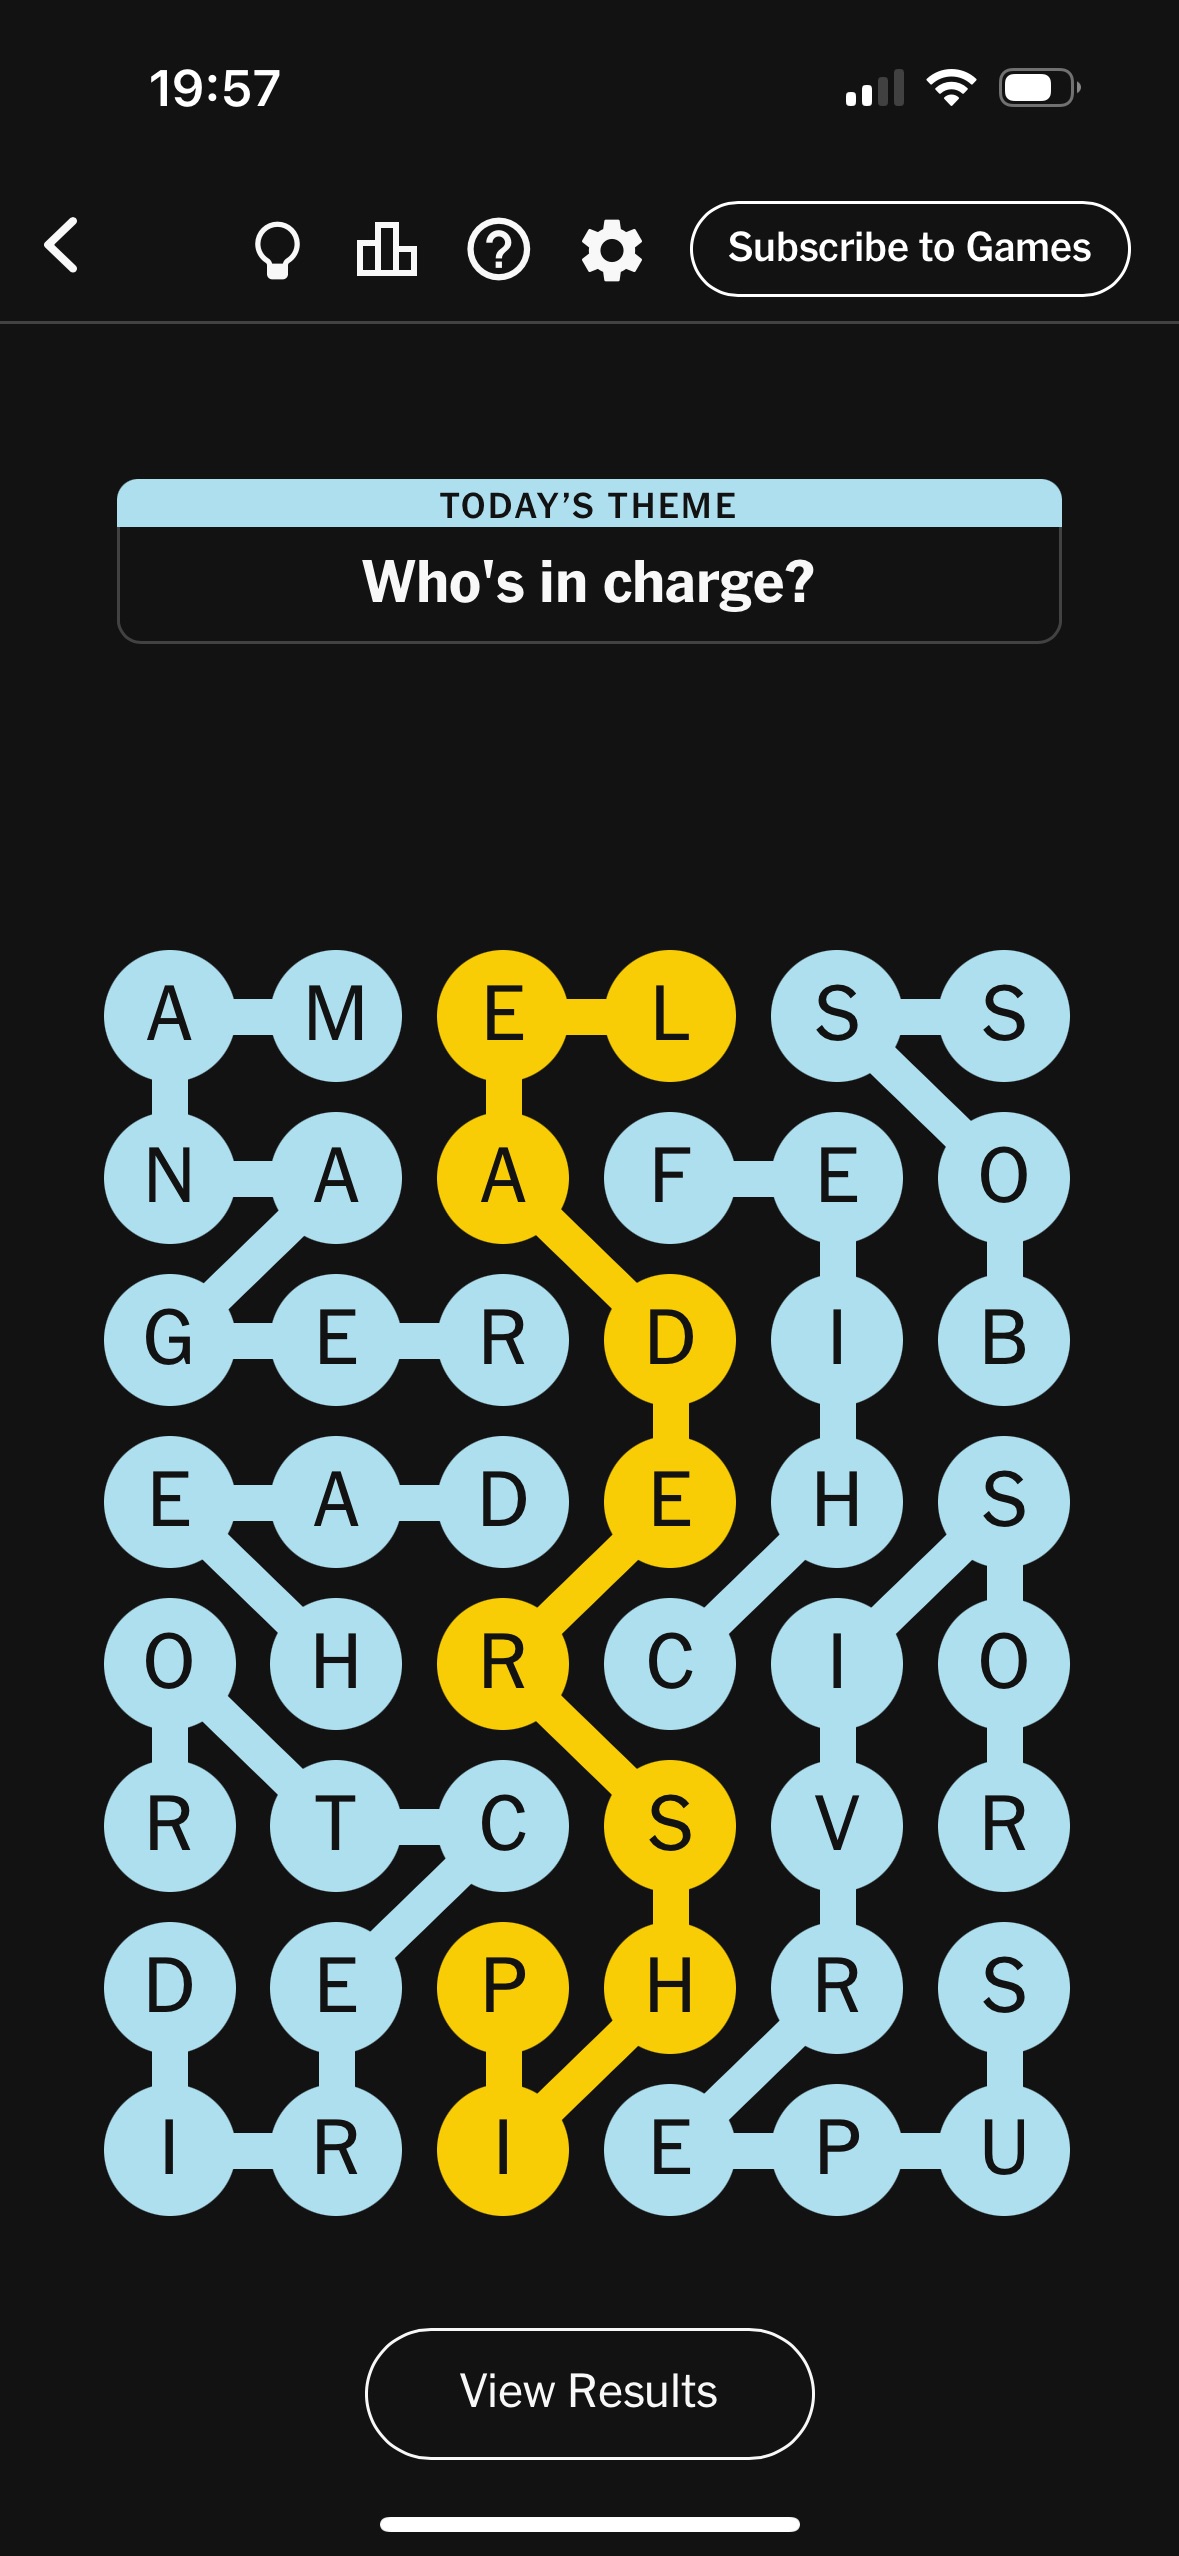 19:57
Subscribe to Games
TODAY'S THEME
Who's in charge?
A M E L S S
N A A F E O
G E R D I B
E A D E H S
O H R C I O
R T C S V R
D E P H R S
I R I E P U
View Results